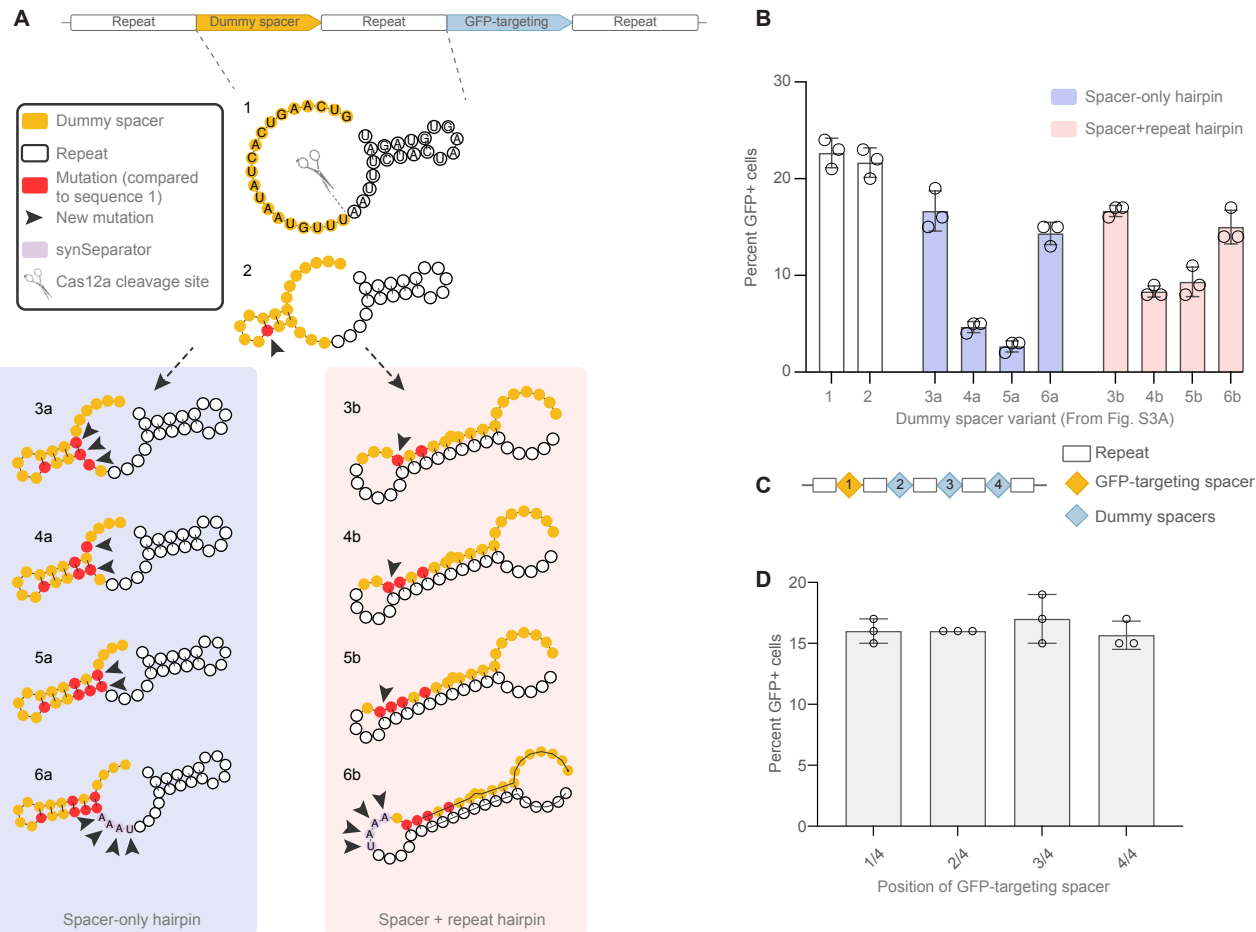 A
Repeat
Dummy spacer
Repeat
GFP-targeting
Repeat
Dummy spacer
Repeat
Mutation (compared
to sequence 1)
New mutation
synSeparator
Cas12a cleavage site
1
2
3a
4a
5a
6a
A A A U
Spacer-only hairpin
3b
4b
5b
6b
A A A U
Spacer + repeat hairpin
B
Percent GFP+ cells
30
20
10
0
Spacer-only hairpin
Spacer+repeat hairpin
1 2 3a 4a 5a 6a 3b 4b 5b 6b
Dummy spacer variant (From Fig. S3A)
C
1 2 3 4
Repeat
GFP-targeting spacer
Dummy spacers
D
Percent GFP+ cells
20
15
10
5
0
1/4 2/4 3/4 4/4
Position of GFP-targeting spacer